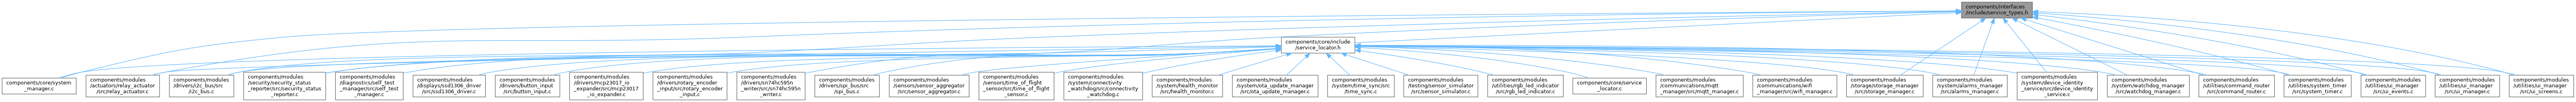 components/interfaces
/include/service_types.h
components/core/include
/service_locator.h
components/core/system
_manager.c
components/modules
/actuators/relay_actuator
/src/relay_actuator.c
components/modules
/drivers/i2c_bus/src
/i2c_bus.c
components/modules
/security/security_status
_reporter/src/security_status
_reporter.c
components/modules
/diagnostics/self_test
_manager/src/self_test
_manager.c
components/modules
/displays/ssd1306_driver
/src/ssd1306_driver.c
components/modules
/drivers/button_input
/src/button_input.c
components/modules
/drivers/mcp23017_io
_expander/src/mcp23017
_io_expander.c
components/modules
/drivers/rotary_encoder
_input/src/rotary_encoder
_input.c
components/modules
/drivers/sn74hc595n
_writer/src/sn74hc595n
_writer.c
components/modules
/drivers/spi_bus/src
/spi_bus.c
components/modules
/sensors/sensor_aggregator
/src/sensor_aggregator.c
components/modules
/sensors/time_of_flight
_sensor/src/time_of_flight
_sensor.c
components/modules
/system/connectivity
_watchdog/src/connectivity
_watchdog.c
components/modules
/system/health_monitor
/src/health_monitor.c
components/modules
/system/ota_update_manager
/src/ota_update_manager.c
components/modules
/system/time_sync/src
/time_sync.c
components/modules
/testing/sensor_simulator
/src/sensor_simulator.c
components/modules
/utilities/rgb_led_indicator
/src/rgb_led_indicator.c
components/core/service
_locator.c
components/modules
/communications/mqtt
_manager/src/mqtt_manager.c
components/modules
/communications/wifi
_manager/src/wifi_manager.c
components/modules
/storage/storage_manager
/src/storage_manager.c
components/modules
/system/alarms_manager
/src/alarms_manager.c
components/modules
/system/device_identity
_service/src/device_identity
_service.c
components/modules
/system/watchdog_manager
/src/watchdog_manager.c
components/modules
/utilities/command_router
/src/command_router.c
components/modules
/utilities/system_timer
/src/system_timer.c
components/modules
/utilities/ui_manager
/src/ui_events.c
components/modules
/utilities/ui_manager
/src/ui_manager.c
components/modules
/utilities/ui_manager
/src/ui_screens.c